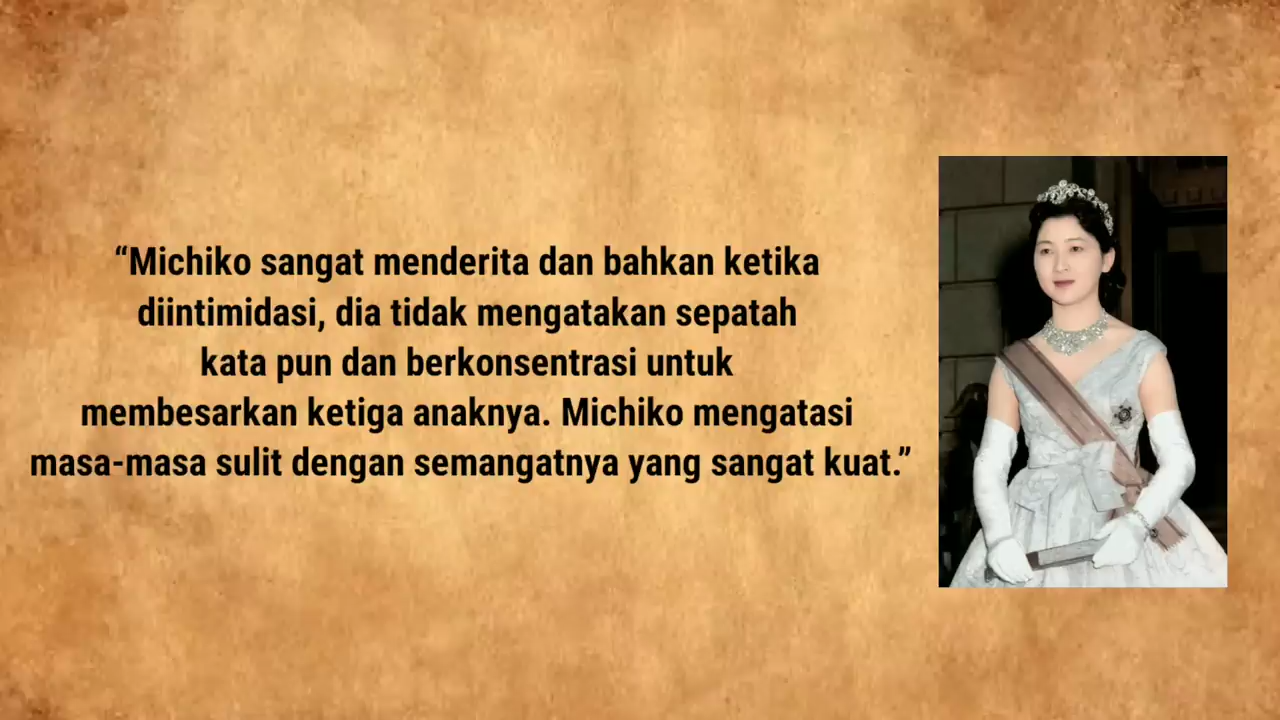 “Michiko sangat menderita dan bahkan ketika
diintimidasi, dia tidak mengatakan sepatah
kata pun dan berkonsentrasi untuk
membesarkan ketiga anaknya. Michiko mengatasi
masa-masa sulit dengan semangatnya yang sangat kuat.”